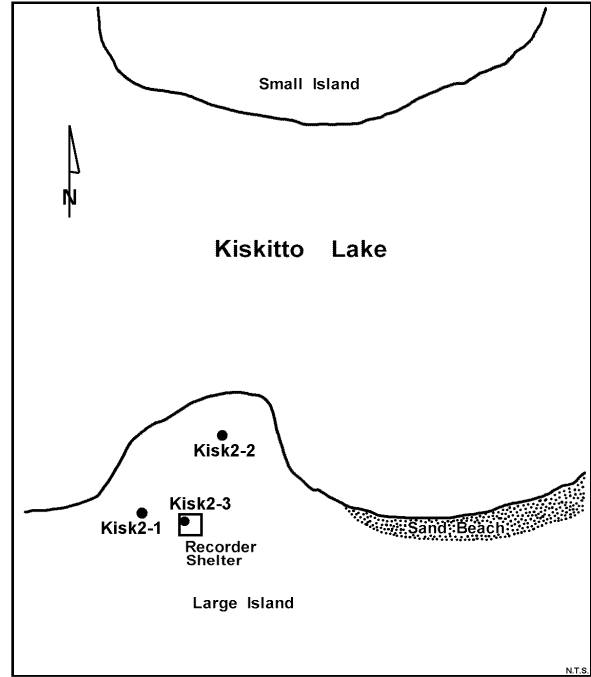 Small Island
N
Kiskitto Lake
Kisk2-2
Kisk2-3
Kisk2-1
Sand Beach
Recorder
Shelter
Large Island
N.T.S.